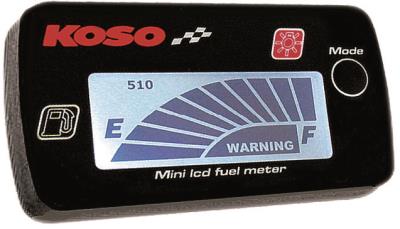 KOSO
Mode
510
E
F
WARNING
Mini lcd fuel meter